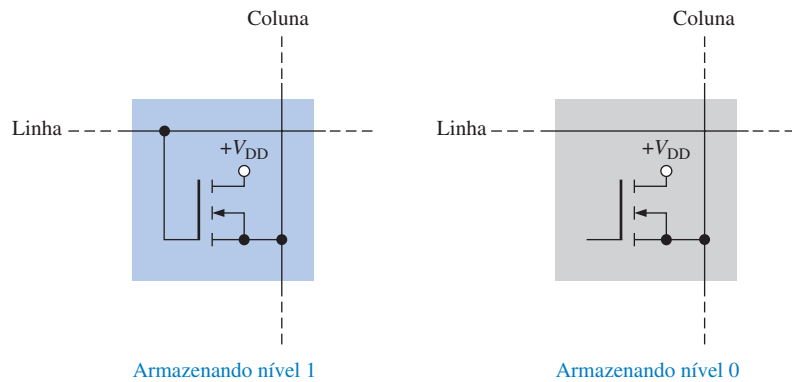 Coluna
Linha
+VDD
Armazenando nível 1
Coluna
Linha
+VDD
Armazenando nível 0